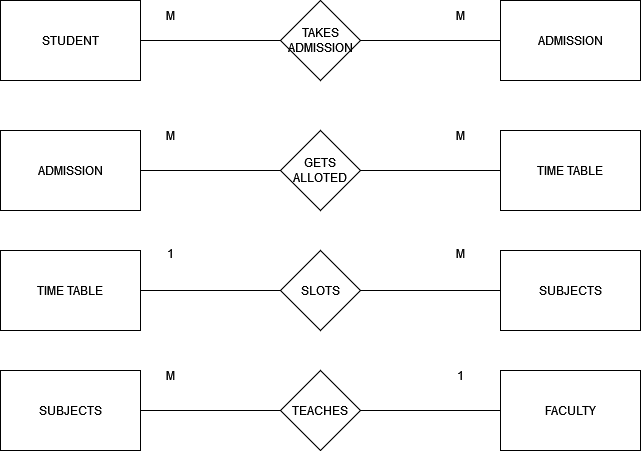 M M
STUDENT TAKES ADMISSION ADMISSION
M M
ADMISSION GETS ALLOTED TIME TABLE
1 M
TIME TABLE SLOTS SUBJECTS
M 1
SUBJECTS TEACHES FACULTY